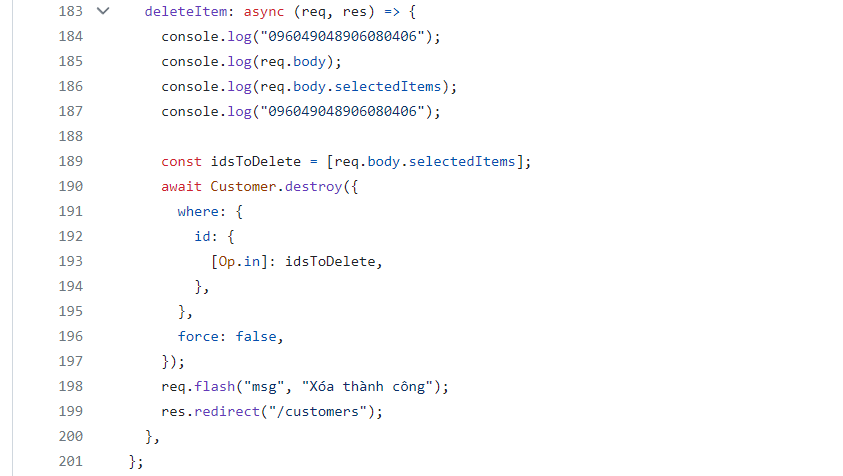 183 deleteItem: async (req, res) => {
184 console.log("096049048906080406");
185 console.log(req.body);
186 console.log(req.body.selectedItems);
187 console.log("096049048906080406");
188
189 const idsToDelete = [req.body.selectedItems];
190 await Customer.destroy({
191 where: {
192 id: {
193 [Op.in]: idsToDelete,
194 },
195 },
196 force: false,
197 });
198 req.flash("msg", "Xóa thành công");
199 res.redirect("/customers");
200 },
201 };